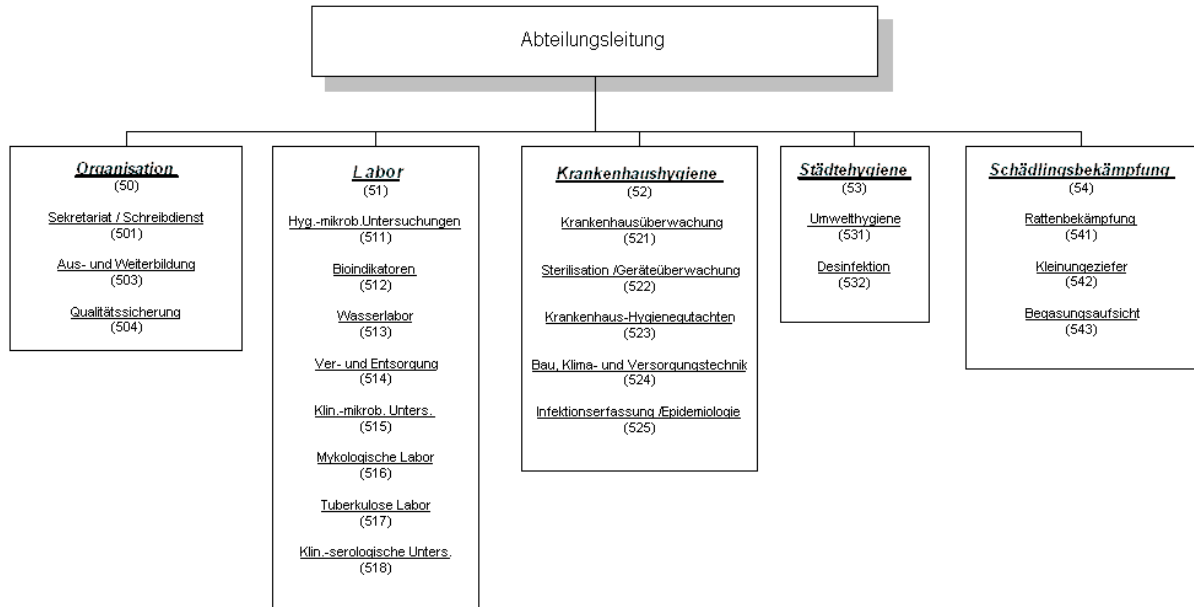 Abteilungsleitung
Organisation
(50)
Sekretariat / Schreibdienst
(501)
Aus- und Weiterbildung
(503)
Qualitätssicherung
(504)
Labor
(51)
Hyg.-mikrob.Untersuchungen
(511)
Bioindikatoren
(512)
Wasserlabor
(513)
Ver- und Entsorgung
(514)
Klin.-mikrob. Unters.
(515)
Mykologische Labor
(516)
Tuberkulose Labor
(517)
Klin.-serologische Unters.
(518)
Krankenhaushygiene
(52)
Krankenhausüberwachung
(521)
Sterilisation /Geräteüberwachung
(522)
Krankenhaus-Hygienegutachten
(523)
Bau, Klima- und Versorgungstechnik
(524)
Infektionserfassung /Epidemiologie
(525)
Städtehygiene
(53)
Umwelthygiene
(531)
Desinfektion
(532)
Schädlingsbekämpfung
(54)
Rattenbekämpfung
(541)
Kleinungeziefer
(542)
Begasungsaufsicht
(543)